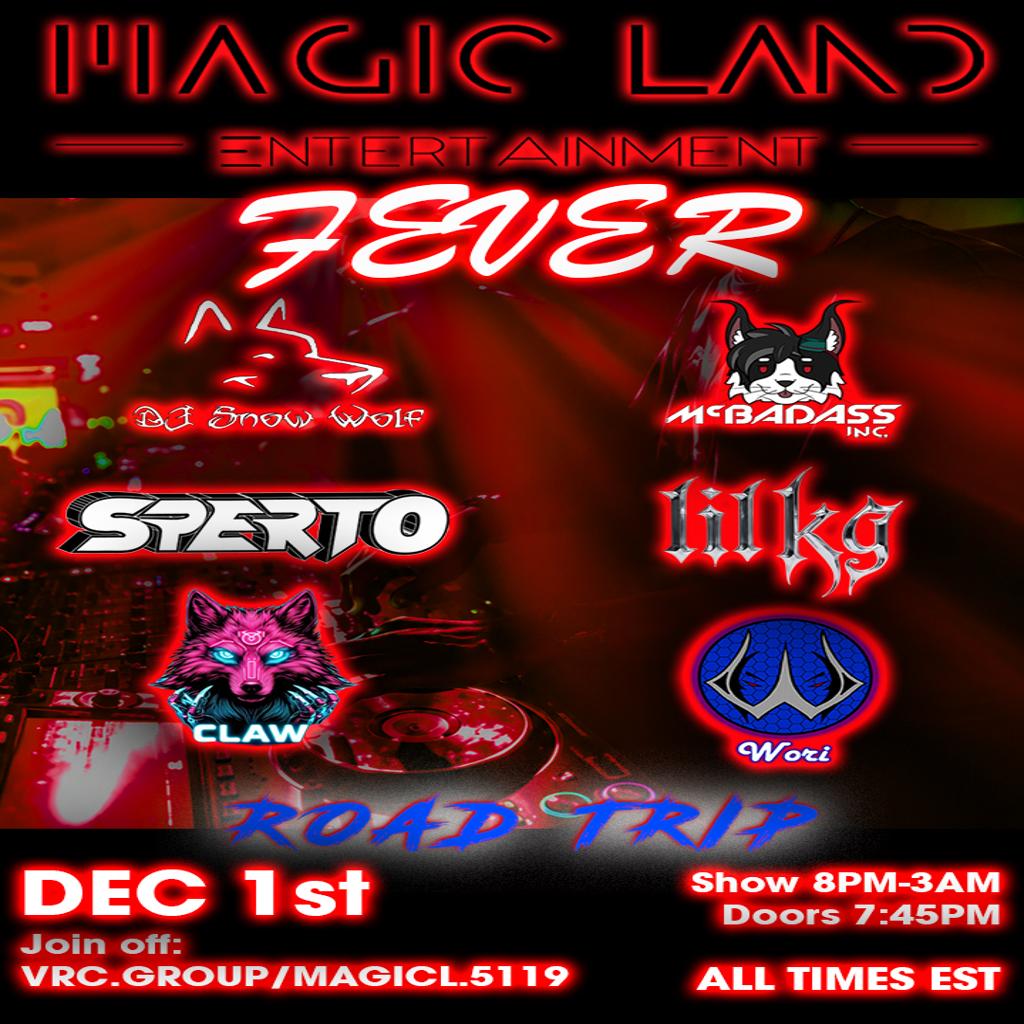 MAGIC LAND
ENTERTAINMENT
FEVER
DJ Snow Wolf
McBADASS
INC.
SPERTO
lil kg
CLAW
Wori
ROAD TRIP
DEC 1st
Show 8PM-3AM
Doors 7:45PM
Join off:
VRC.GROUP/MAGICL.5119
ALL TIMES EST